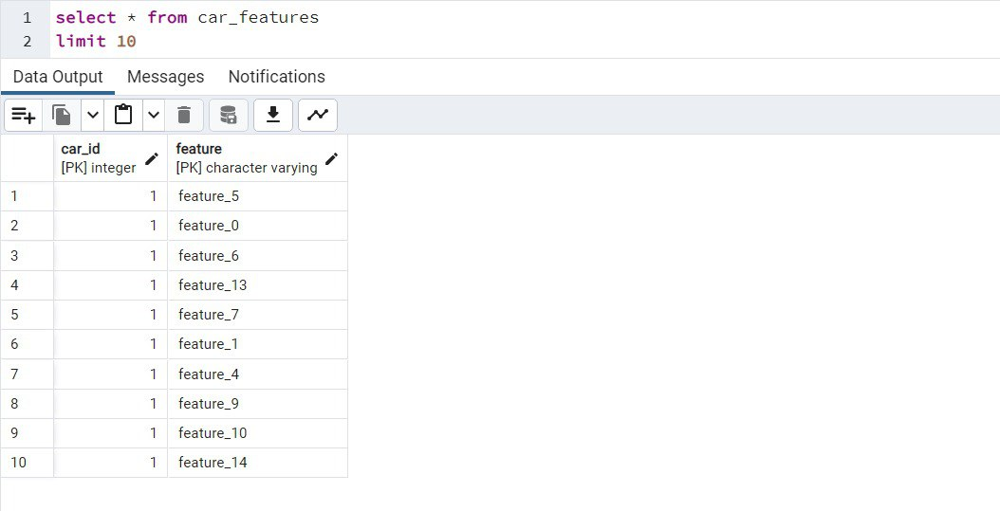 1 select * from car_features
2 limit 10
Data Output Messages Notifications
car_id feature
[PK] integer [PK] character varying
1 1 feature_5
2 1 feature_0
3 1 feature_6
4 1 feature_13
5 1 feature_7
6 1 feature_1
7 1 feature_4
8 1 feature_9
9 1 feature_10
10 1 feature_14